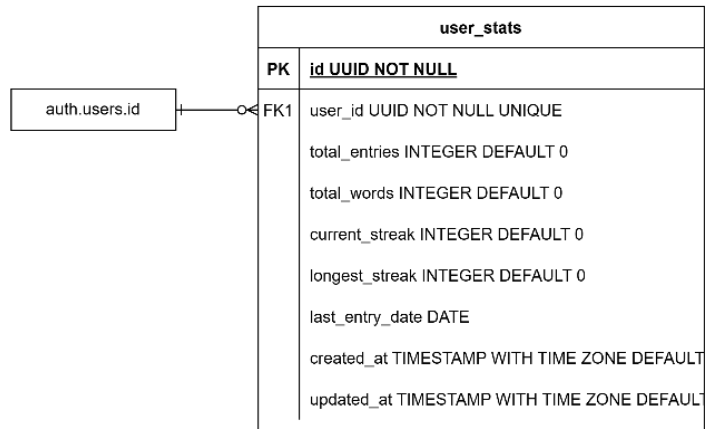 user_stats
PK id UUID NOT NULL
auth.users.id
FK1 user_id UUID NOT NULL UNIQUE
total_entries INTEGER DEFAULT 0
total_words INTEGER DEFAULT 0
current_streak INTEGER DEFAULT 0
longest_streak INTEGER DEFAULT 0
last_entry_date DATE
created_at TIMESTAMP WITH TIME ZONE DEFAULT
updated_at TIMESTAMP WITH TIME ZONE DEFAULT